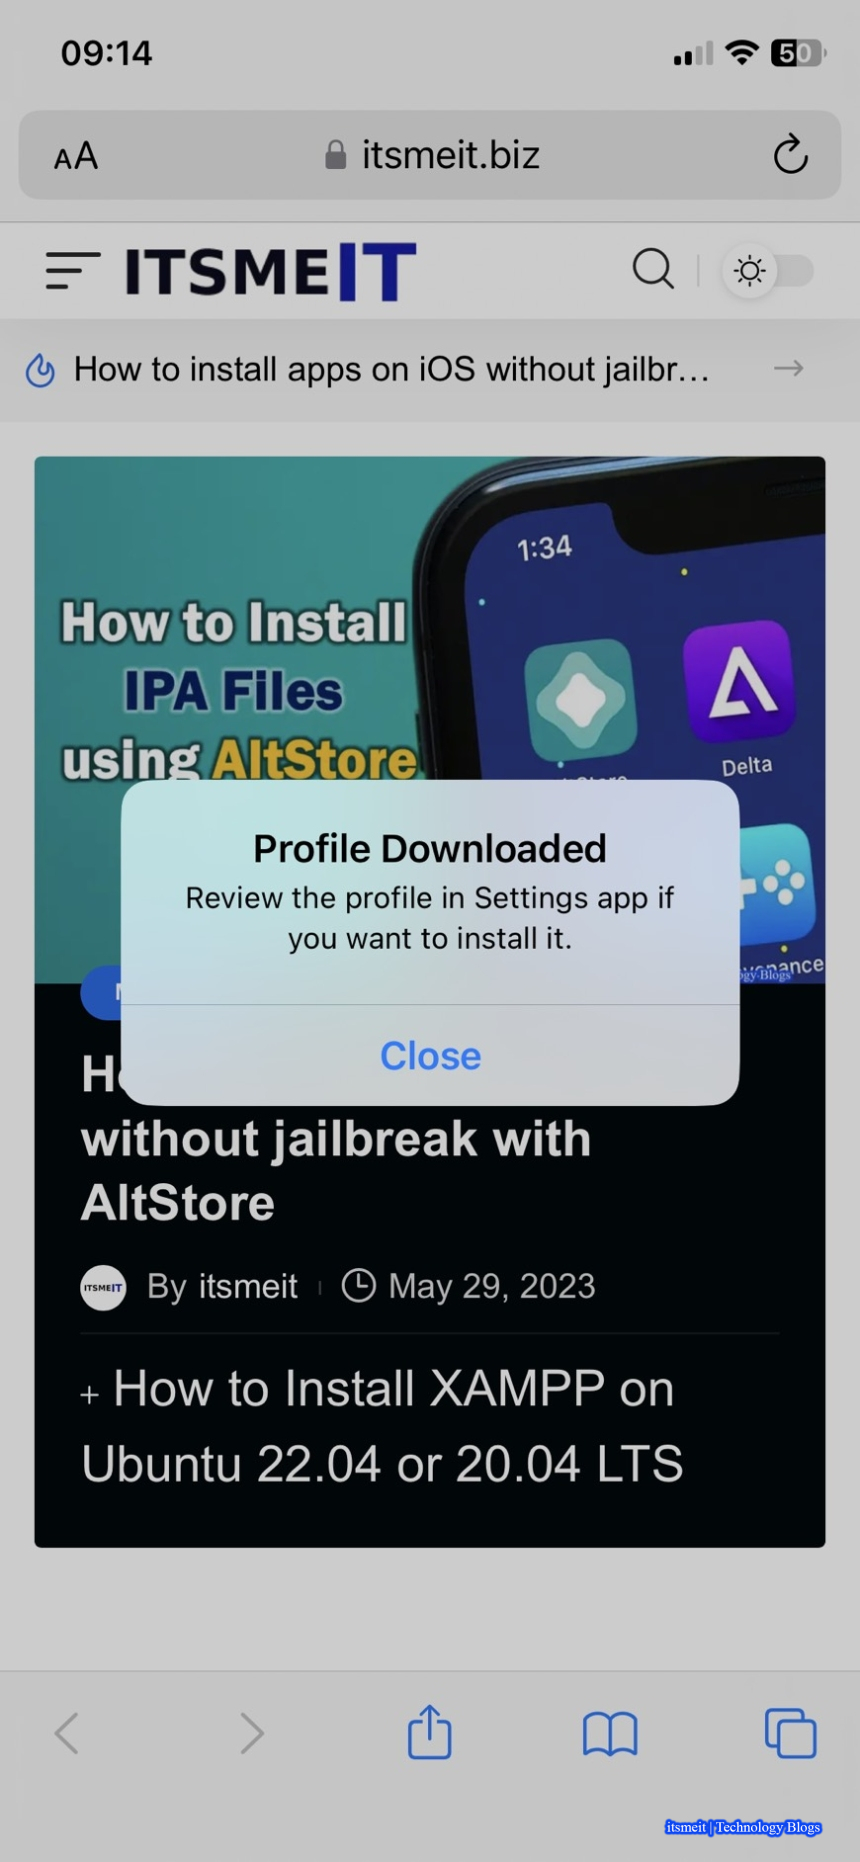 09:14
50
AA
itsmeit.biz
ITSMEIT
How to install apps on iOS without jailbr...
1:34
How to Install
IPA Files
using AltStore
Delta
Profile Downloaded
Review the profile in Settings app if
you want to install it.
Close
without jailbreak with
AltStore
ITSMEIT
By itsmeit
May 29, 2023
+ How to Install XAMPP on
Ubuntu 22.04 or 20.04 LTS
itsmeit | Technology Blogs